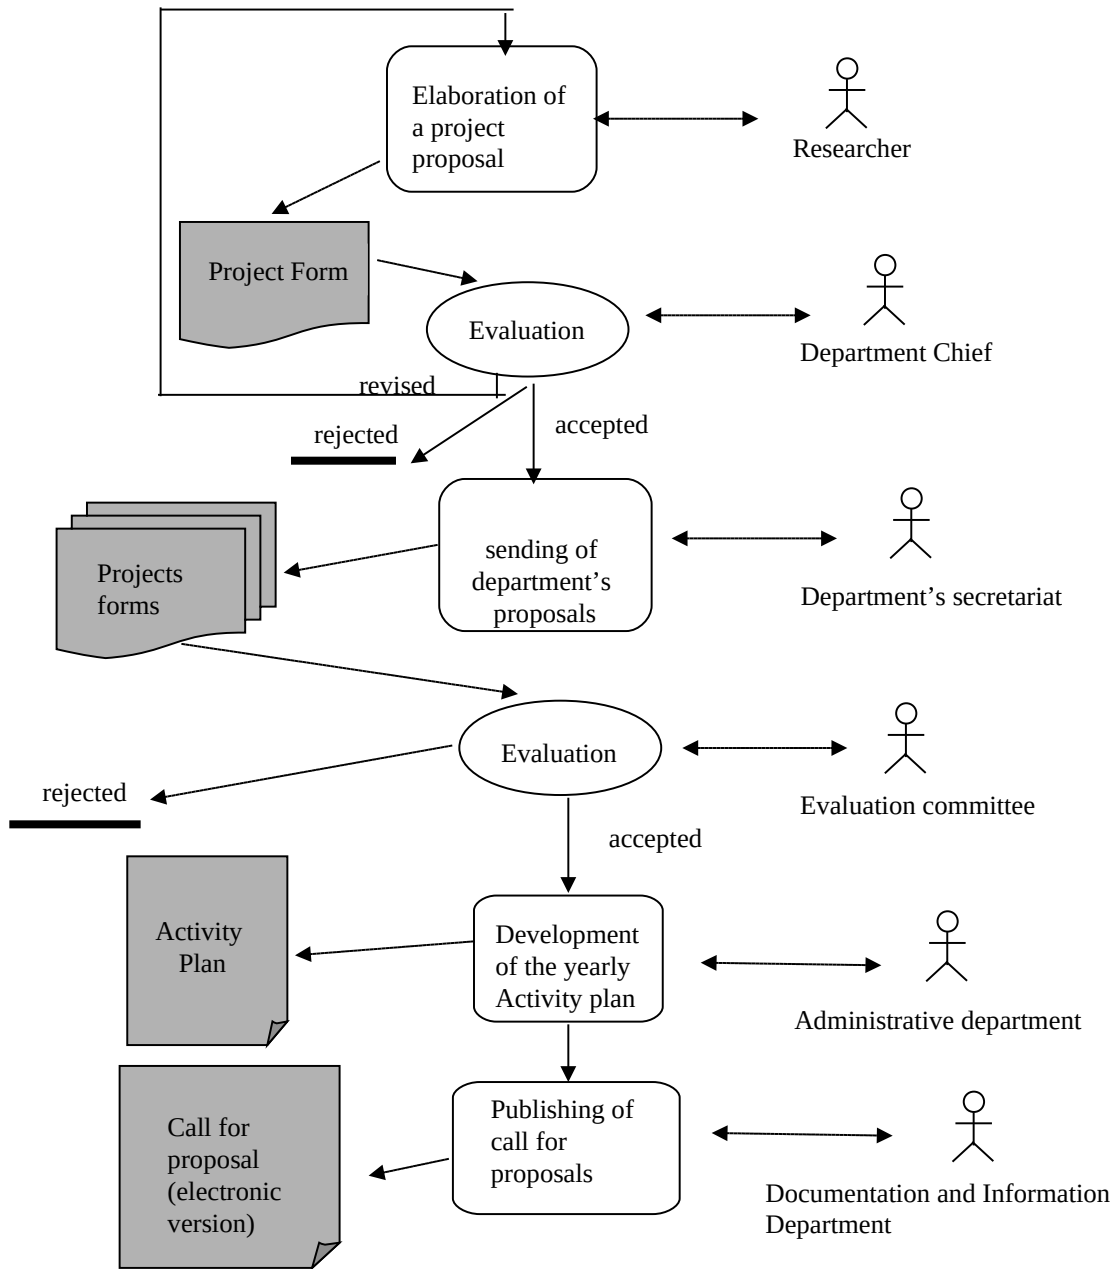 Elaboration of
a project
proposal
Researcher
Project Form
Evaluation
Department Chief
revised
rejected
accepted
sending of
department’s
proposals
Projects
forms
Department’s secretariat
Evaluation
rejected
Evaluation committee
accepted
Activity
Plan
Development
of the yearly
Activity plan
Administrative department
Publishing of
call for
proposals
Call for
proposal
(electronic
version)
Documentation and Information
Department